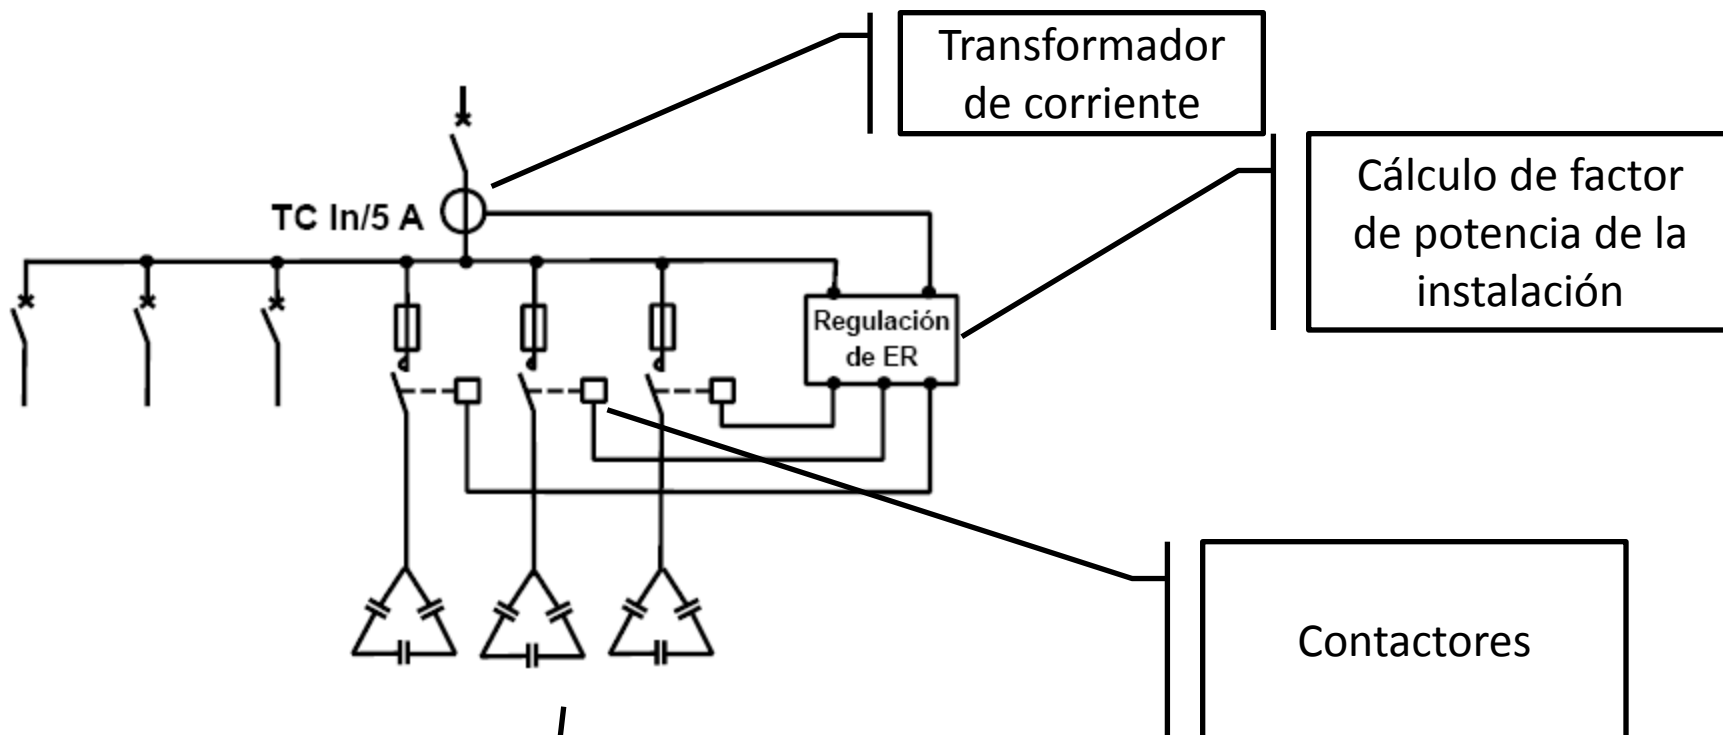 Transformador
de corriente
TC In/5 A
Cálculo de factor
de potencia de la
instalación
Regulación
de ER
Contactores